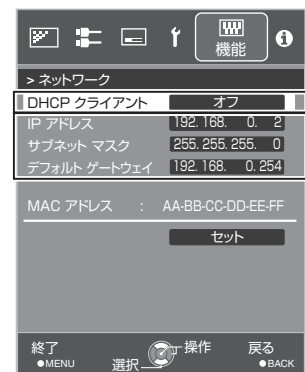 機能
> ネットワーク
DHCP クライアント オフ
IP アドレス 192. 168. 0. 2
サブネット マスク 255. 255. 255. 0
デフォルト ゲートウェイ 192. 168. 0. 254
MAC アドレス : AA-BB-CC-DD-EE-FF
セット
終了 操作 戻る
●MENU 選択 ●BACK